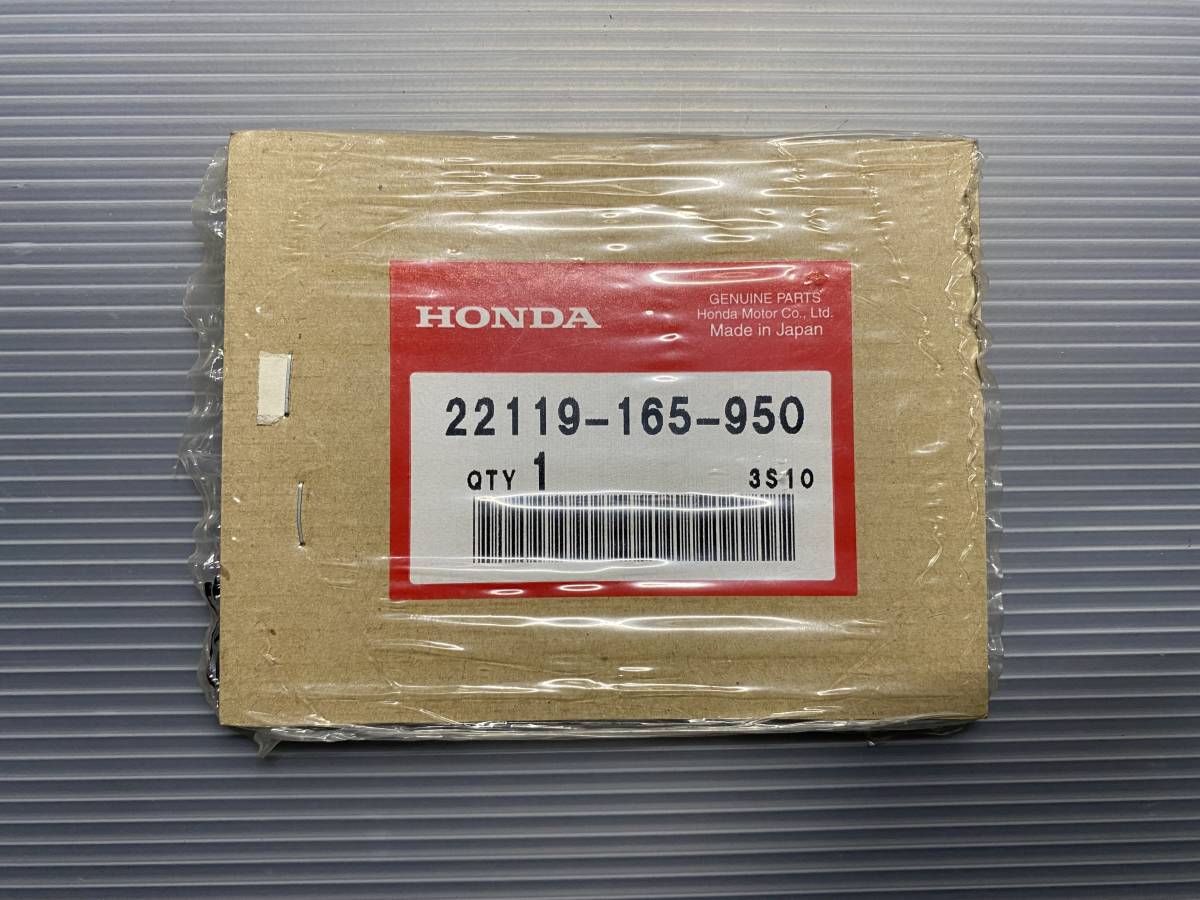 HONDA
GENUINE PARTS
Honda Motor Co., Ltd.
Made in Japan
22119-165-950
QTY 1 3S10